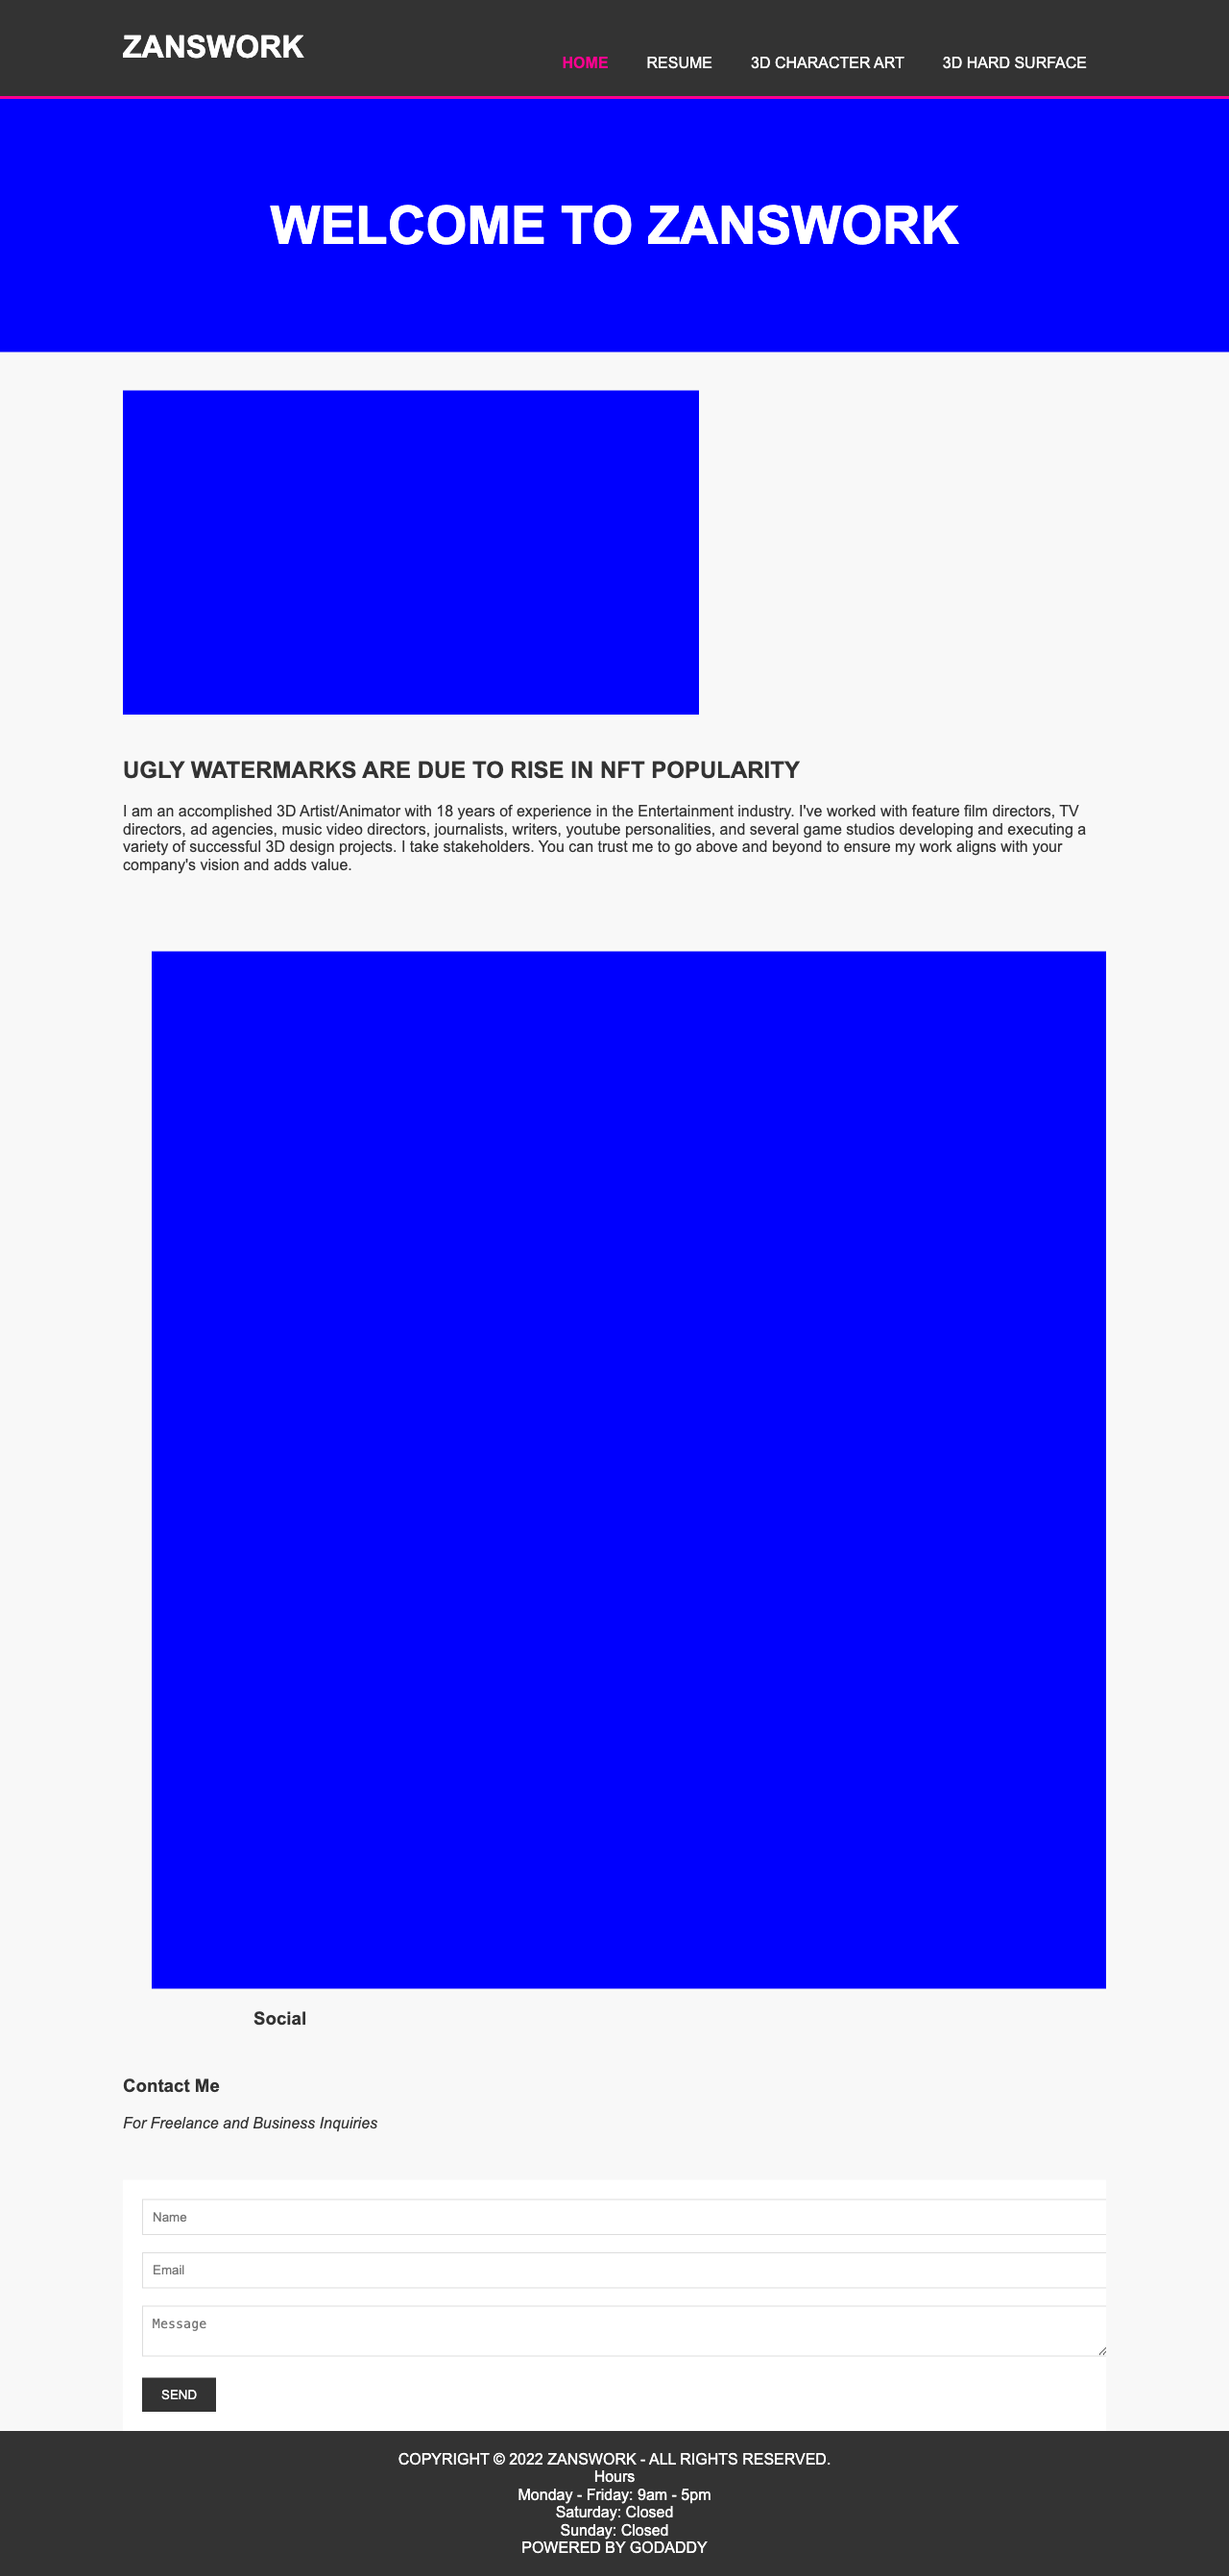 ZANSWORK
HOME RESUME 3D CHARACTER ART 3D HARD SURFACE
WELCOME TO ZANSWORK
UGLY WATERMARKS ARE DUE TO RISE IN NFT POPULARITY
I am an accomplished 3D Artist/Animator with 18 years of experience in the Entertainment industry. I've worked with feature film directors, TV
directors, ad agencies, music video directors, journalists, writers, youtube personalities, and several game studios developing and executing a
variety of successful 3D design projects. I take stakeholders. You can trust me to go above and beyond to ensure my work aligns with your
company's vision and adds value.
Social
Contact Me
For Freelance and Business Inquiries
Name
Email
Message
SEND
COPYRIGHT © 2022 ZANSWORK - ALL RIGHTS RESERVED.
Hours
Monday - Friday: 9am - 5pm
Saturday: Closed
Sunday: Closed
POWERED BY GODADDY